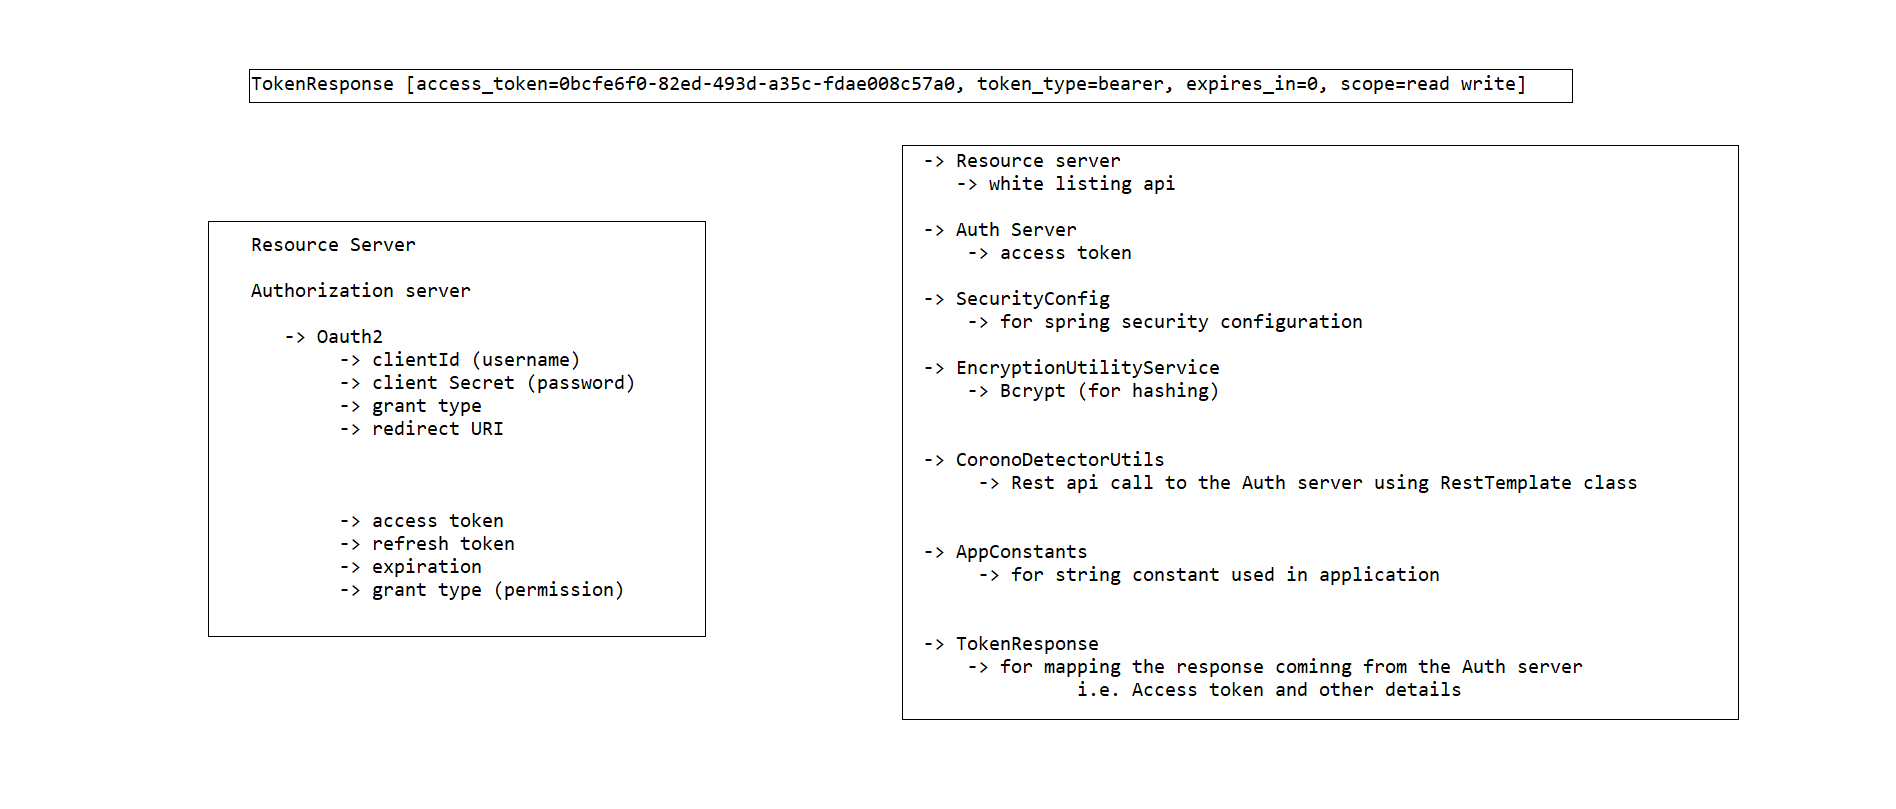 TokenResponse [access_token=0bcfe6f0-82ed-493d-a35c-fdae008c57a0, token_type=bearer, expires_in=0, scope=read write]
Resource Server
Authorization server
-> Oauth2
-> clientId (username)
-> client Secret (password)
-> grant type
-> redirect URI
-> access token
-> refresh token
-> expiration
-> grant type (permission)
-> Resource server
-> white listing api
-> Auth Server
-> access token
-> SecurityConfig
-> for spring security configuration
-> EncryptionUtilityService
-> Bcrypt (for hashing)
-> CoronoDetectorUtils
-> Rest api call to the Auth server using RestTemplate class
-> AppConstants
-> for string constant used in application
-> TokenResponse
-> for mapping the response cominng from the Auth server
i.e. Access token and other details